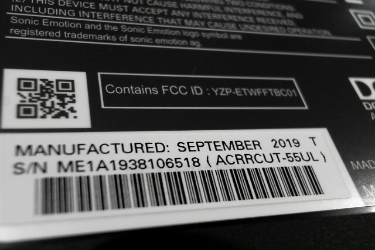 THIS DEVICE MUST ACCEPT ANY INTERFERENCE RECEIVED,
INCLUDING INTERFERENCE THAT MAY CAUSE UNDESIRED OPERATION.
Sonic Emotion and the Sonic Emotion logo symbol are
registered trademarks of sonic emotion ag.
Contains FCC ID : YZP-ETWFFTBC01
MANUFACTURED: SEPTEMBER 2019 T
S/N ME1A1938106518 ( ACRRCUT-55UL )